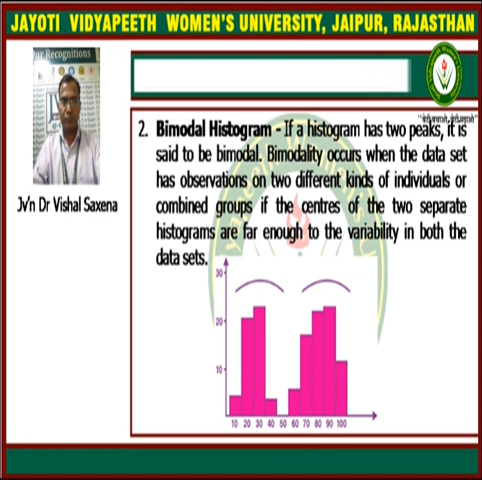 JAYOTI VIDYAPEETH WOMEN'S UNIVERSITY, JAIPUR, RAJASTHAN
ur Recognitions
Jv'n Dr Vishal Saxena
2. Bimodal Histogram - If a histogram has two peaks, it is
said to be bimodal. Bimodality occurs when the data set
has observations on two different kinds of individuals or
combined groups if the centres of the two separate
histograms are far enough to the variability in both the
data sets.
30
20
10
10 20 30 40 50 60 70 80 90 100